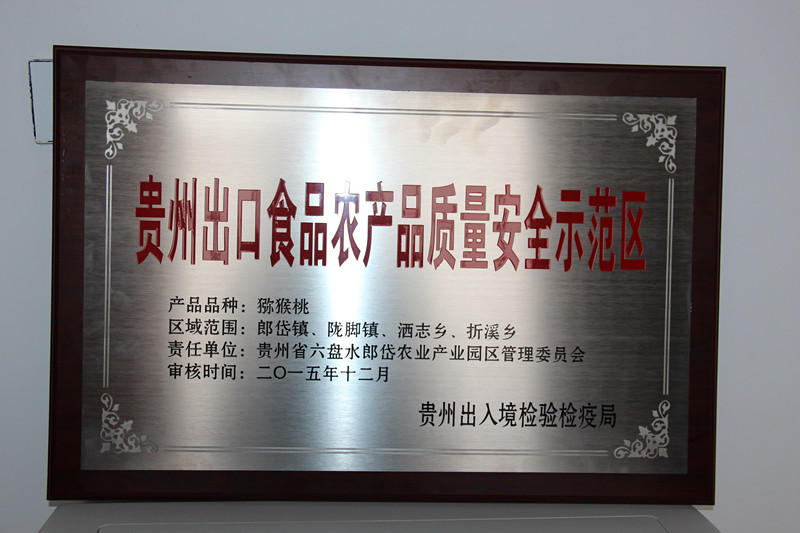 贵州出口食品农产品质量安全示范区
产品品种：猕猴桃
区域范围：郎岱镇、陇脚镇、洒志乡、折溪乡
责任单位：贵州省六盘水郎岱农业产业园区管理委员会
审核时间：二〇一五年十二月
贵州出入境检验检疫局